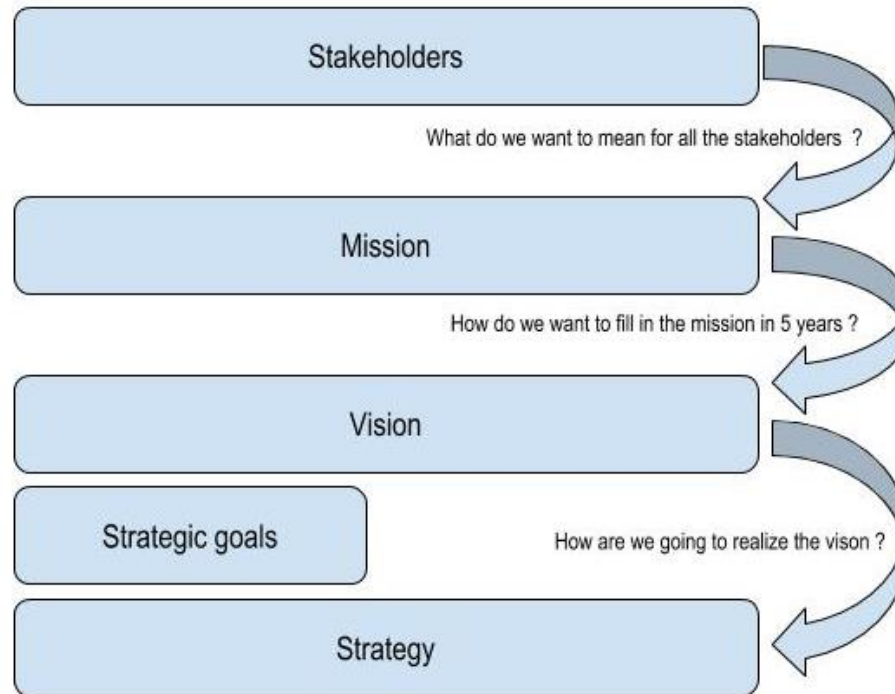 Stakeholders
What do we want to mean for all the stakeholders ?
Mission
How do we want to fill in the mission in 5 years ?
Vision
Strategic goals
How are we going to realize the vison ?
Strategy